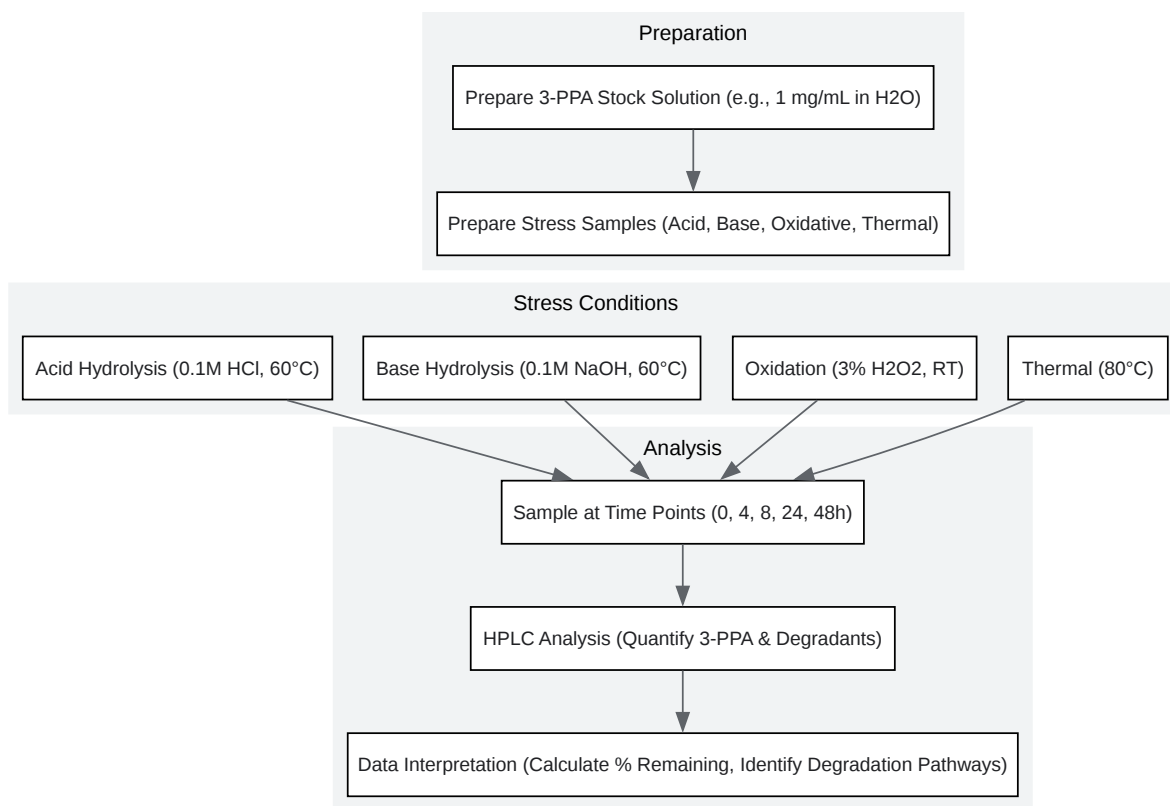 Preparation
Prepare 3-PPA Stock Solution (e.g., 1 mg/mL in H2O)
Prepare Stress Samples (Acid, Base, Oxidative, Thermal)
Stress Conditions
Acid Hydrolysis (0.1M HCl, 60°C)
Base Hydrolysis (0.1M NaOH, 60°C)
Oxidation (3% H2O2, RT)
Thermal (80°C)
Analysis
Sample at Time Points (0, 4, 8, 24, 48h)
HPLC Analysis (Quantify 3-PPA & Degradants)
Data Interpretation (Calculate % Remaining, Identify Degradation Pathways)